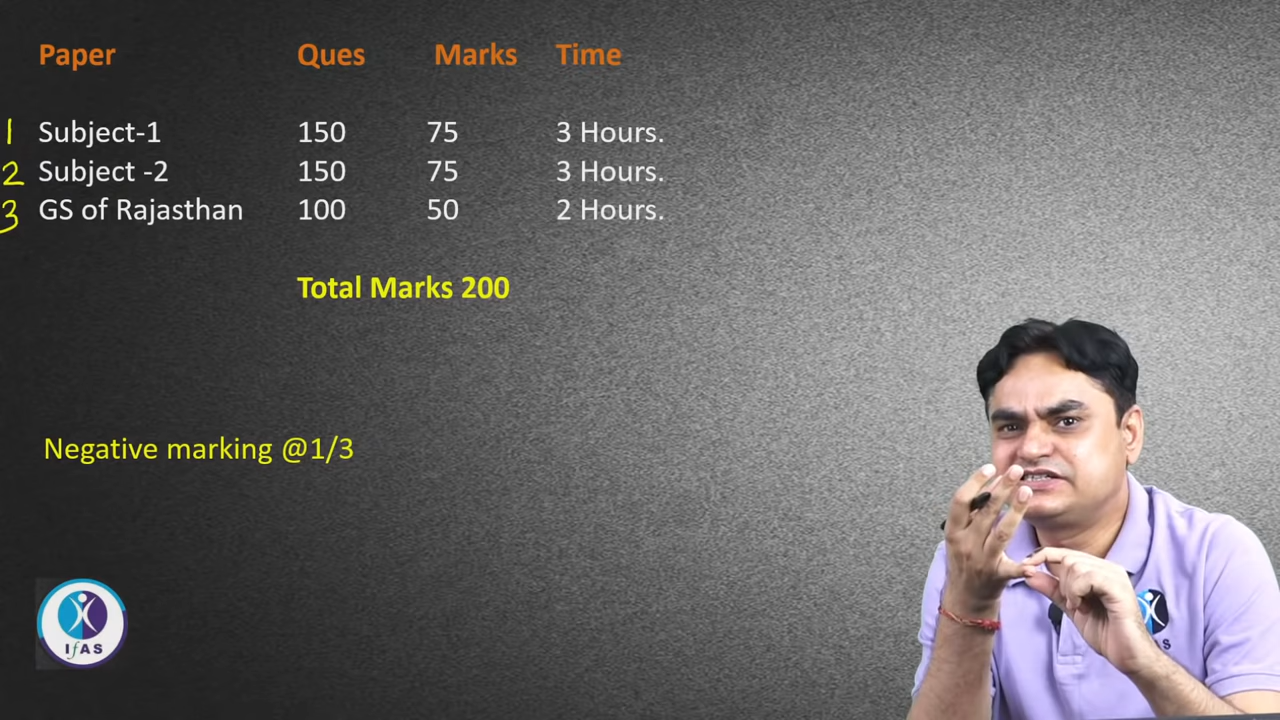 Paper Ques Marks Time
1 Subject-1 150 75 3 Hours.
2 Subject -2 150 75 3 Hours.
3 GS of Rajasthan 100 50 2 Hours.
Total Marks 200
Negative marking @1/3
IfAS
S